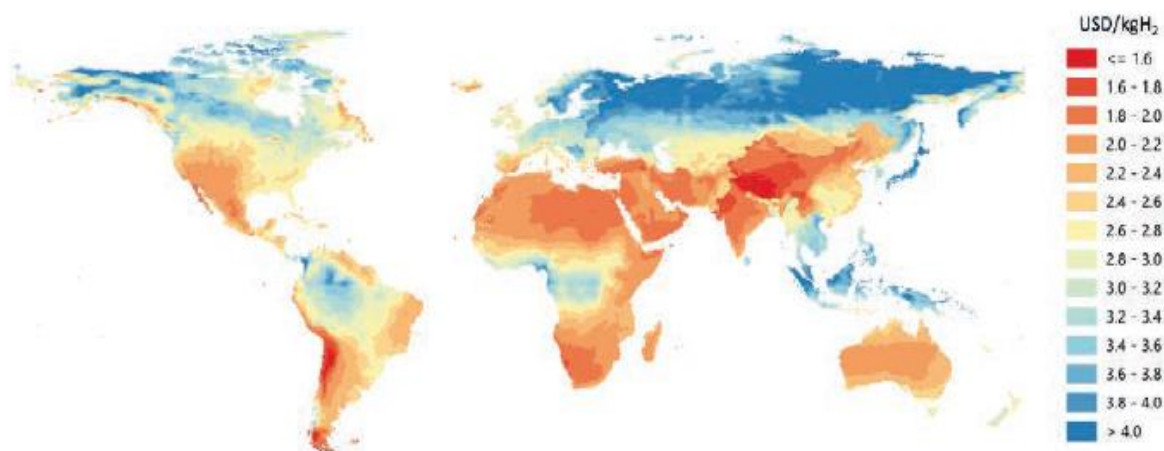 USD/kgH₂
<= 1.6
1.6 - 1.8
1.8 - 2.0
2.0 - 2.2
2.2 - 2.4
2.4 - 2.6
2.6 - 2.8
2.8 - 3.0
3.0 - 3.2
3.2 - 3.4
3.4 - 3.6
3.6 - 3.8
3.8 - 4.0
> 4.0